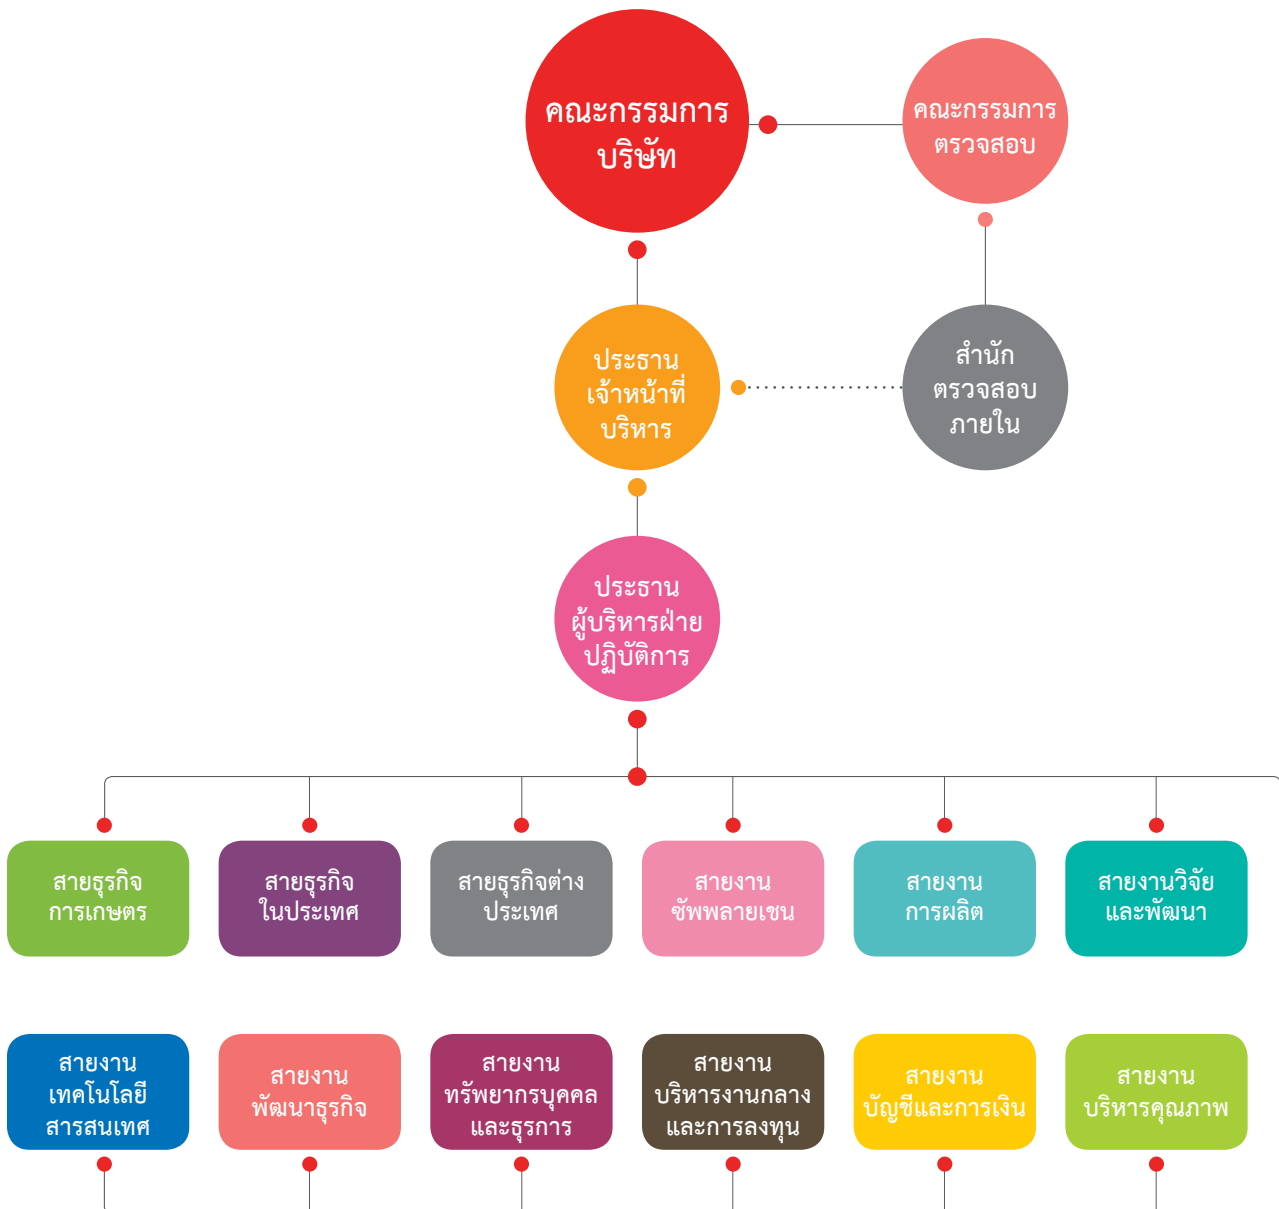 คณะกรรมการ
บริษัท
คณะกรรมการ
ตรวจสอบ
ประธาน
เจ้าหน้าที่
บริหาร
สำนัก
ตรวจสอบ
ภายใน
ประธาน
ผู้บริหารฝ่าย
ปฏิบัติการ
สายธุรกิจ
การเกษตร
สายธุรกิจ
ในประเทศ
สายธุรกิจต่าง
ประเทศ
สายงาน
ซัพพลายเชน
สายงาน
การผลิต
สายงานวิจัย
และพัฒนา
สายงาน
เทคโนโลยี
สารสนเทศ
สายงาน
พัฒนาธุรกิจ
สายงาน
ทรัพยากรบุคคล
และธุรการ
สายงาน
บริหารงานกลาง
และการลงทุน
สายงาน
บัญชีและการเงิน
สายงาน
บริหารคุณภาพ